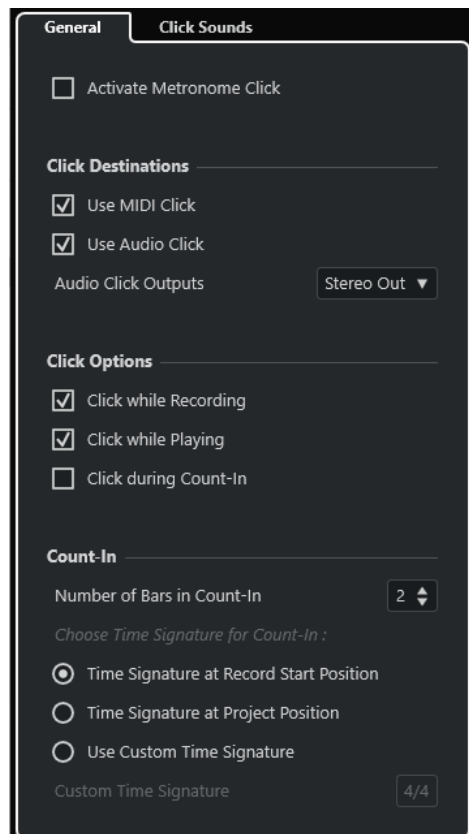 General Click Sounds
Activate Metronome Click
Click Destinations
Use MIDI Click
Use Audio Click
Audio Click Outputs Stereo Out
Click Options
Click while Recording
Click while Playing
Click during Count-In
Count-In
Number of Bars in Count-In 2
Choose Time Signature for Count-In :
Time Signature at Record Start Position
Time Signature at Project Position
Use Custom Time Signature
Custom Time Signature 4/4